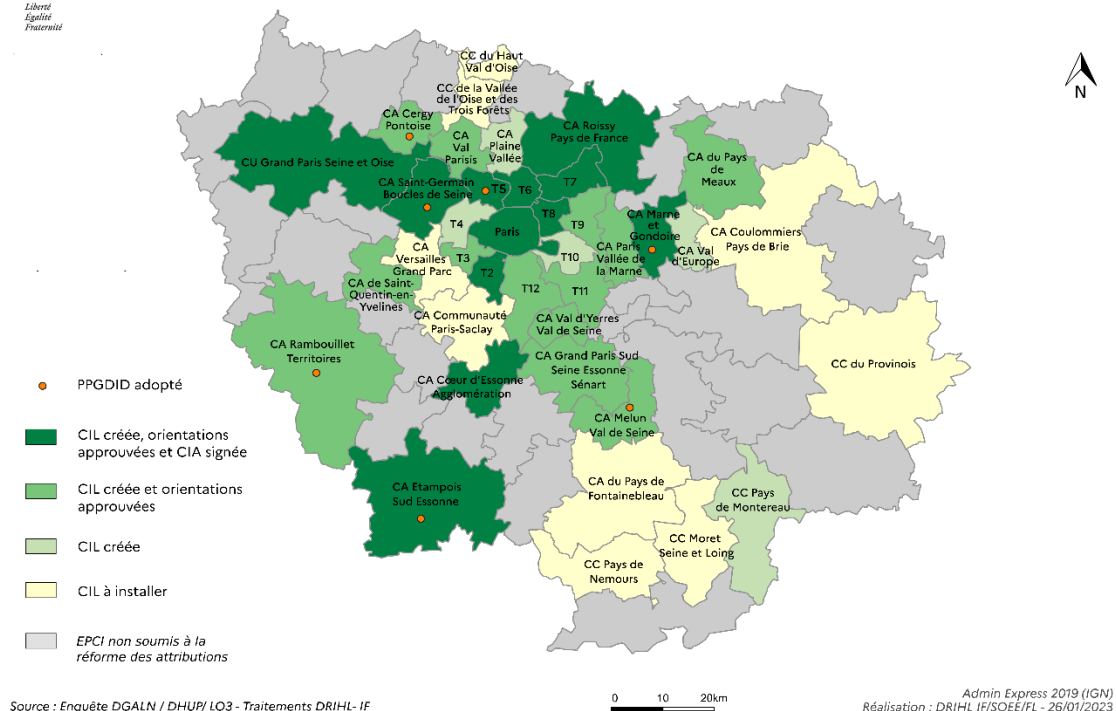 Liberté
Égalité
Fraternité
N
CC du Haut
Val d'Oise
CC de la Vallée
de l'Oise et des
Trois Forêts
CA Cergy
Pontoise
CA
Val
Parisis
CA
Plaine
Vallée
CA Roissy
Pays de France
CA du Pays
de
Meaux
CU Grand Paris Seine et Oise
CA Saint-Germain
Boucles de Seine
T5
T6
T7
T8
T9
T4
Paris
CA Marne
et
Gondoire
CA Coulommiers
Pays de Brie
CA
Versailles
Grand Parc
T3
T2
T10
CA Paris
Vallée de
la Marne
CA Val
d'Europe
CA de Saint-
Quentin-en-
Yvelines
T12
T11
CA Communauté
Paris-Saclay
CA Val d'Yerres
Val de Seine
CA Rambouillet
Territoires
CA Grand Paris Sud
Seine Essonne
Sénart
CC du Provinois
CA Cœur d'Essonne
Agglomération
CA Melun
Val de Seine
CA Etampois
Sud Essonne
CA du Pays de
Fontainebleau
CC Pays
de Montereau
CC Moret
Seine et Loing
CC Pays de
Nemours
PPGDID adopté
CIL créée, orientations
approuvées et CIA signée
CIL créée et orientations
approuvées
CIL créée
CIL à installer
EPCI non soumis à la
réforme des attributions
0 10 20km
Source : Enquête DGALN / DHUP/ LO3 - Traitements DRIHL- IF
Admin Express 2019 (IGN)
Réalisation : DRIHL IF/SOEE/FL - 26/01/2023